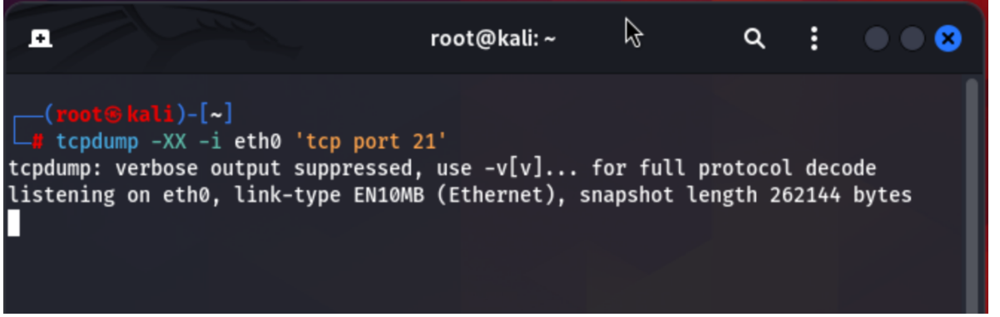 root@kali: ~
┌──(root㉿kali)-[~]
└─# tcpdump -XX -i eth0 'tcp port 21'
tcpdump: verbose output suppressed, use -v[v]... for full protocol decode
listening on eth0, link-type EN10MB (Ethernet), snapshot length 262144 bytes